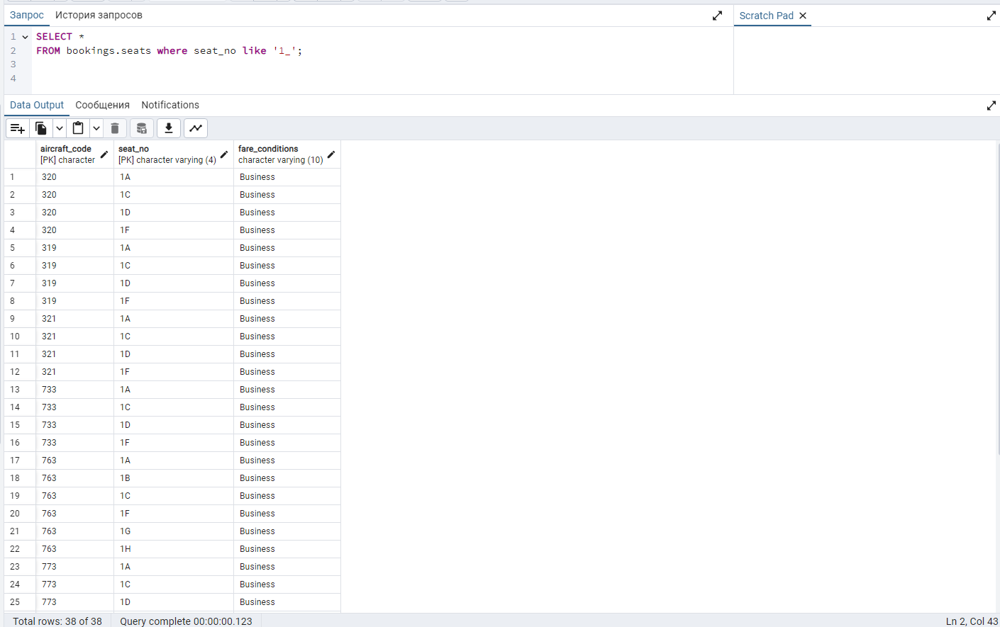 Запрос История запросов
Scratch Pad
1 SELECT *
2 FROM bookings.seats where seat_no like '1_';
3
4
Data Output Сообщения Notifications
aircraft_code seat_no fare_conditions
[PK] character [PK] character varying (4) character varying (10)
1 320 1A Business
2 320 1C Business
3 320 1D Business
4 320 1F Business
5 319 1A Business
6 319 1C Business
7 319 1D Business
8 319 1F Business
9 321 1A Business
10 321 1C Business
11 321 1D Business
12 321 1F Business
13 733 1A Business
14 733 1C Business
15 733 1D Business
16 733 1F Business
17 763 1A Business
18 763 1B Business
19 763 1C Business
20 763 1F Business
21 763 1G Business
22 763 1H Business
23 773 1A Business
24 773 1C Business
25 773 1D Business
Total rows: 38 of 38 Query complete 00:00:00.123 Ln 2, Col 43